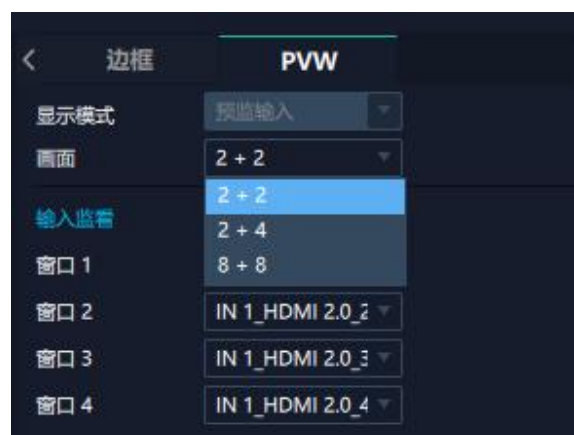 < 边框 PVW
显示模式 预监输入
画面 2 + 2
2 + 2
输入监看
2 + 4
窗口 1
8 + 8
窗口 2 IN 1_HDMI 2.0_2
窗口 3 IN 1_HDMI 2.0_3
窗口 4 IN 1_HDMI 2.0_4